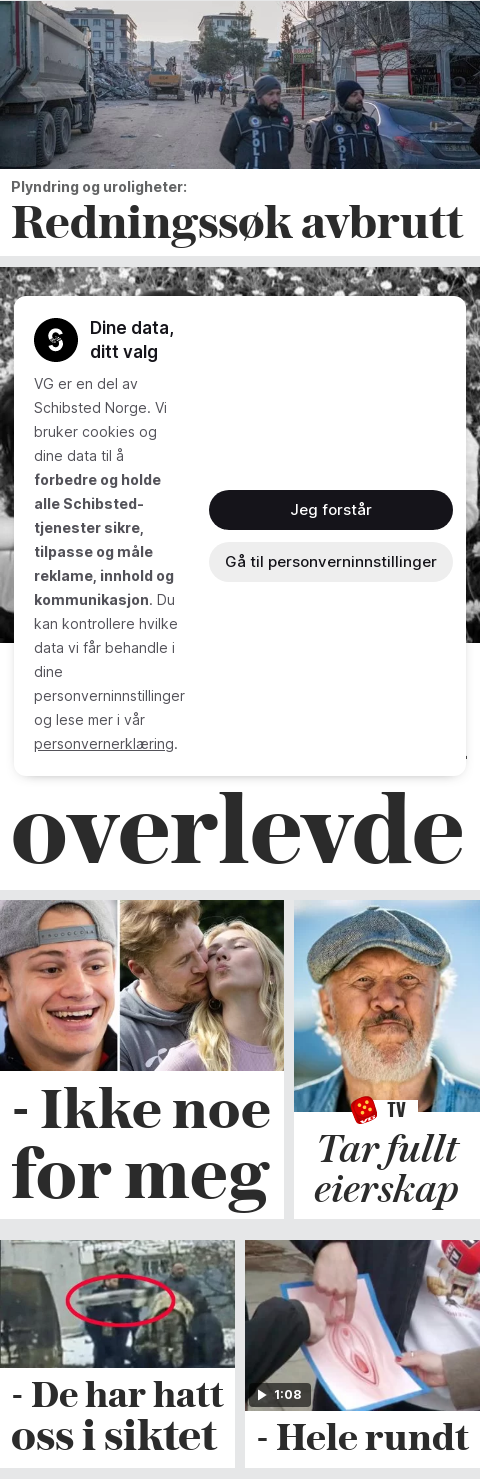 POLIS
POLIS
Plyndring og uroligheter:
Redningssøk avbrutt
Dine data,
ditt valg
VG er en del av
Schibsted Norge. Vi
bruker cookies og
dine data til å
forbedre og holde
alle Schibsted-
tjenester sikre,
tilpasse og måle
reklame, innhold og
kommunikasjon. Du
kan kontrollere hvilke
data vi får behandle i
dine
personverninnstillinger
og lese mer i vår
personvernerklæring.
Jeg forstår
Gå til personverninnstillinger
overlevde
- Ikke noe
for meg
TV
Tar fullt
eierskap
- De har hatt
oss i siktet
1:08
- Hele rundt